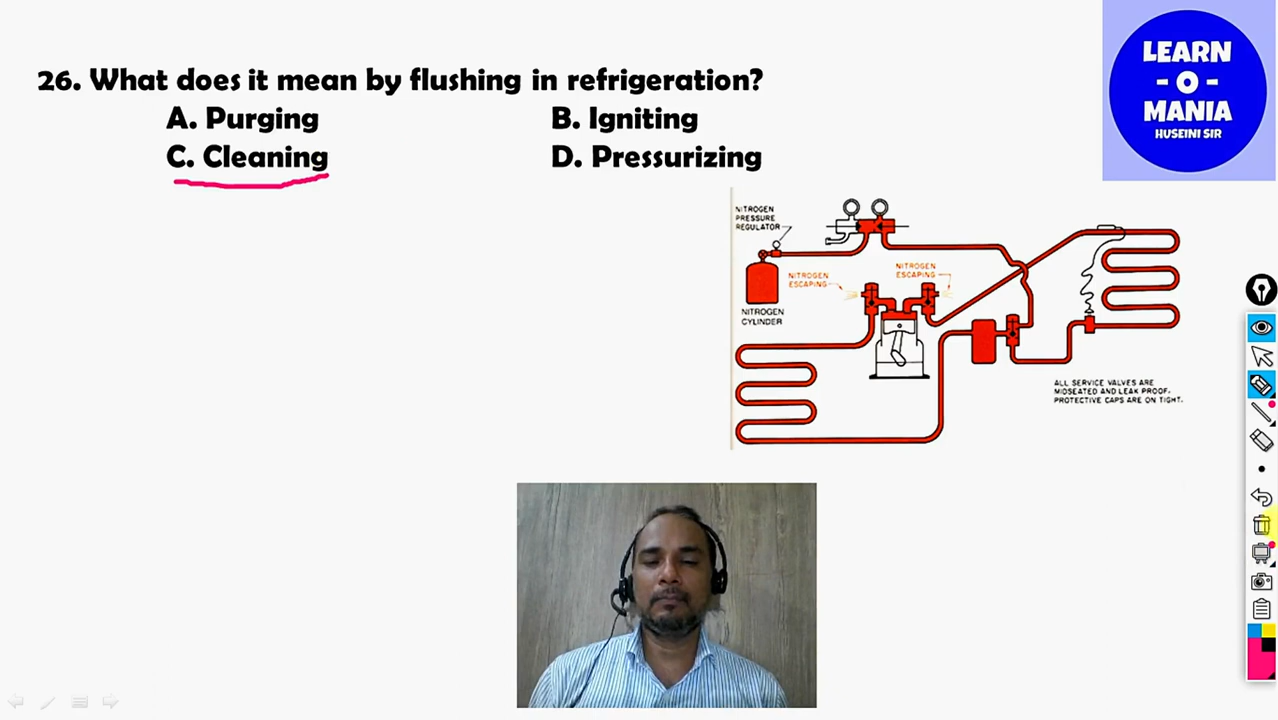 26. What does it mean by flushing in refrigeration?
A. Purging
B. Igniting
C. Cleaning
D. Pressurizing
LEARN
- O -
MANIA
HUSEINI SIR
NITROGEN
PRESSURE
REGULATOR
NITROGEN
ESCAPING
NITROGEN
ESCAPING
NITROGEN
CYLINDER
ALL SERVICE VALVES ARE
MIDSEATED AND LEAK PROOF.
PROTECTIVE CAPS ARE ON TIGHT.